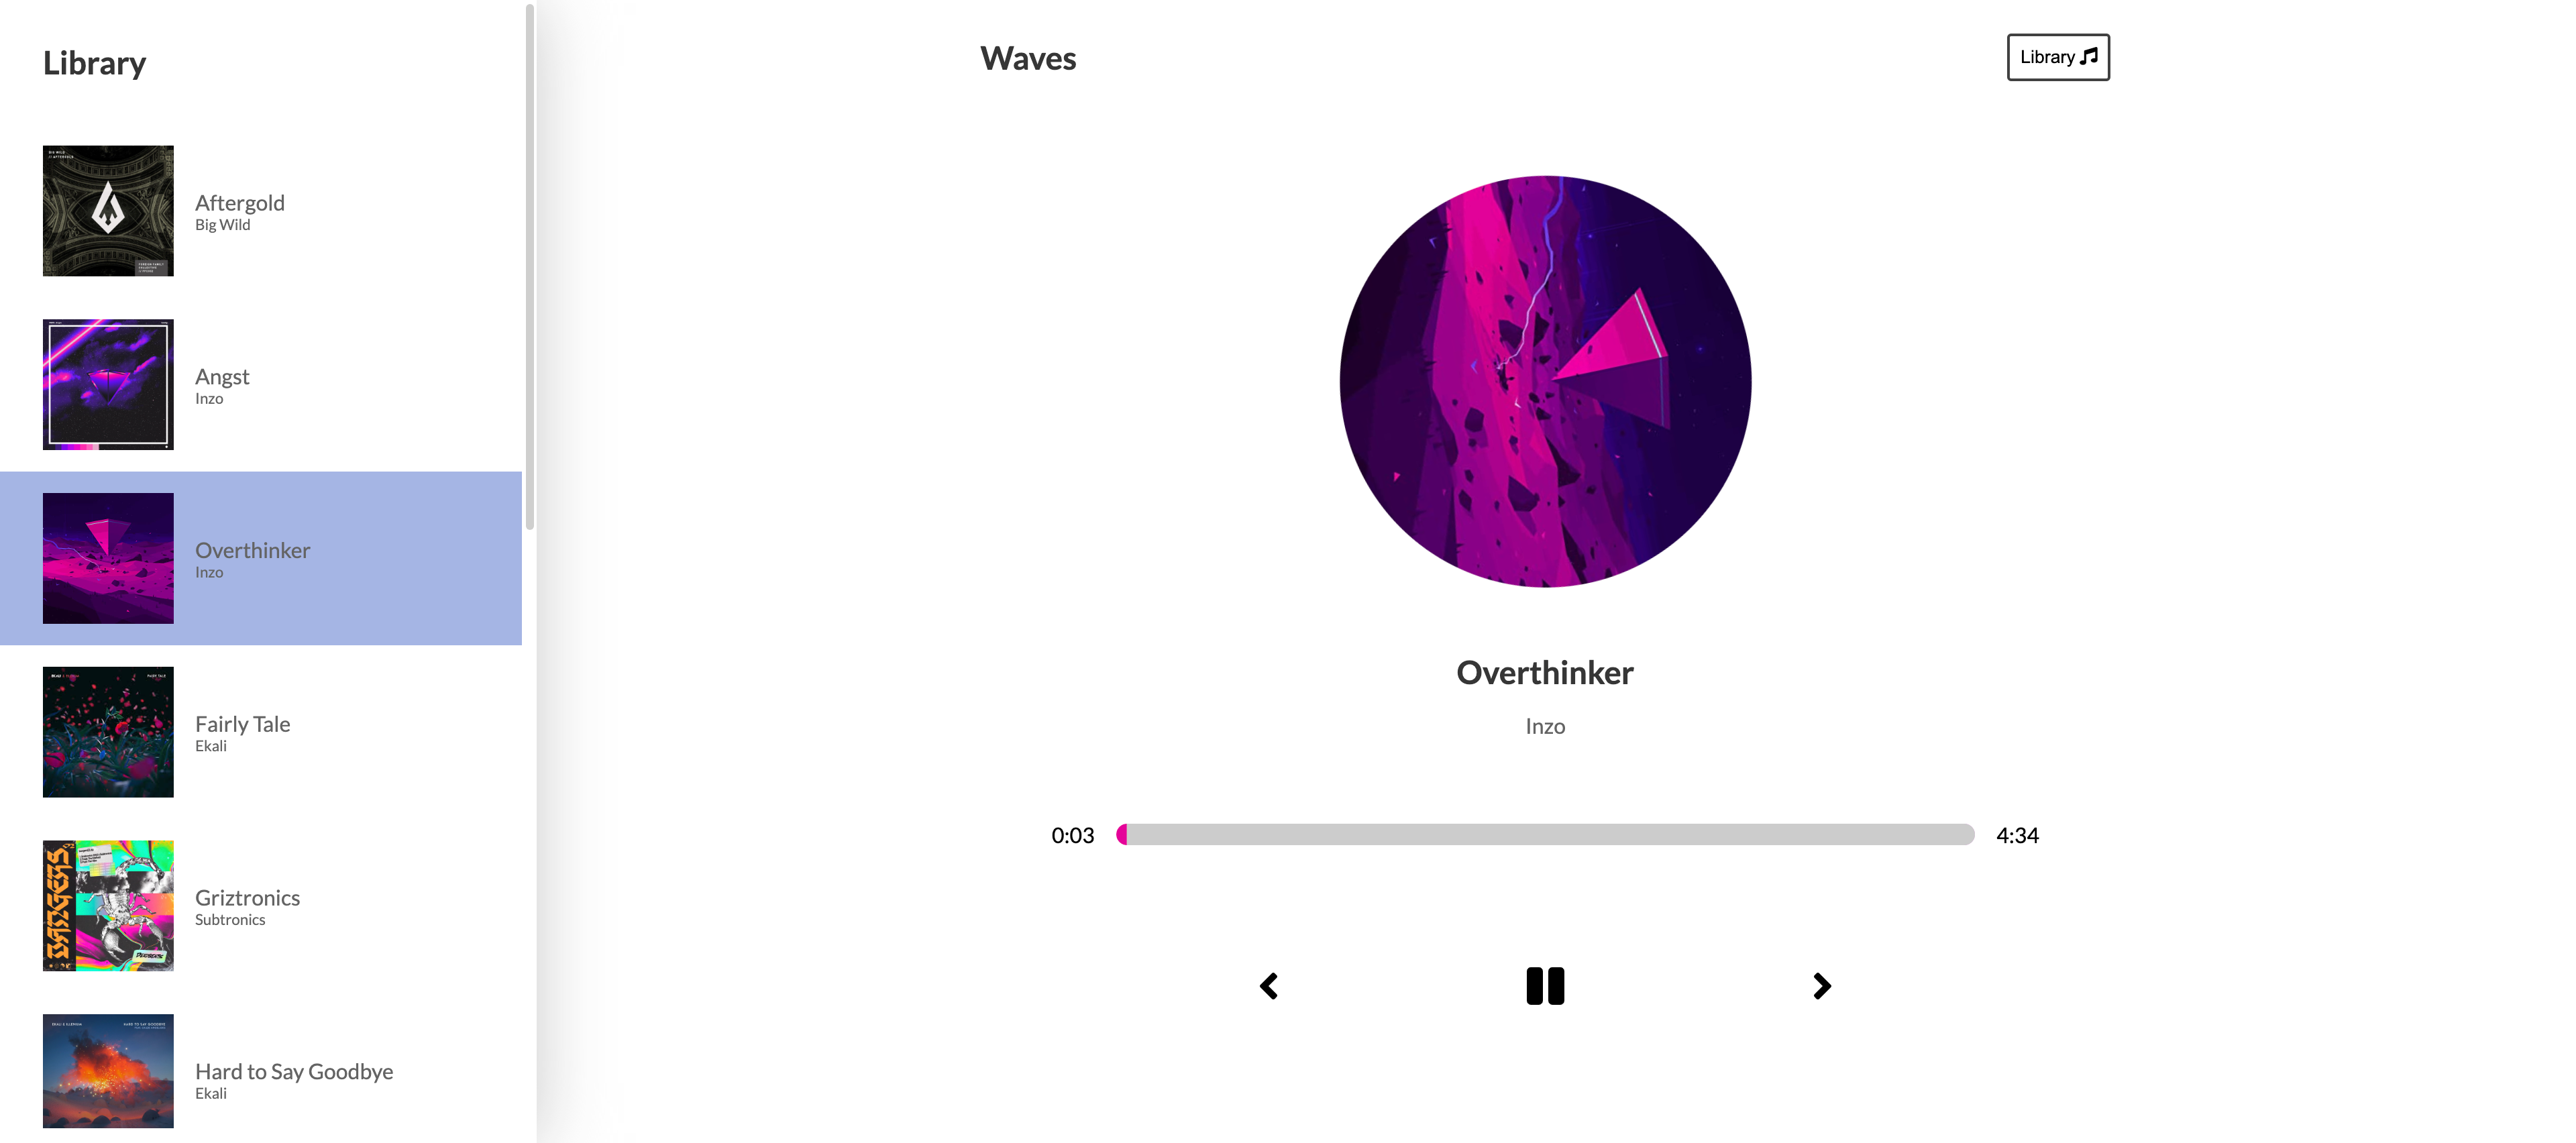 Library
Aftergold
Big Wild
Angst
Inzo
Overthinker
Inzo
Fairly Tale
Ekali
Griztronics
Subtronics
Hard to Say Goodbye
Ekali
Waves
Library
Overthinker
Inzo
0:03
4:34